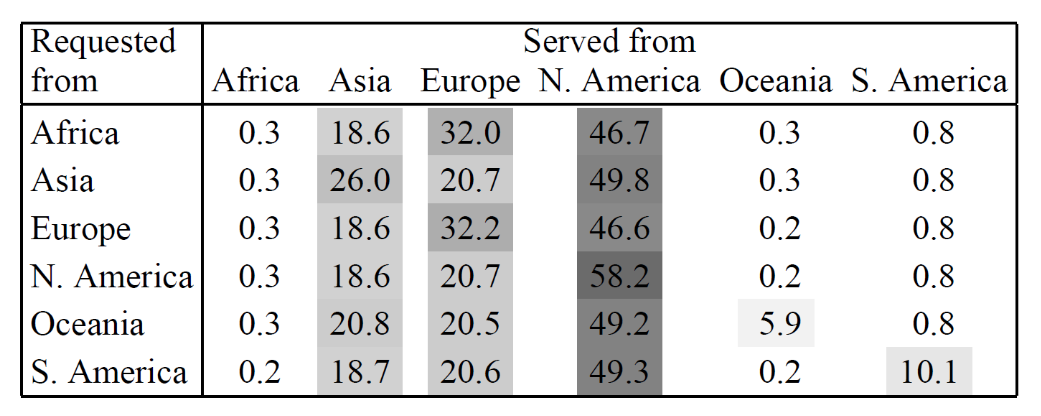 Requested Served from
from Africa Asia Europe N. America Oceania S. America
Africa 0.3 18.6 32.0 46.7 0.3 0.8
Asia 0.3 26.0 20.7 49.8 0.3 0.8
Europe 0.3 18.6 32.2 46.6 0.2 0.8
N. America 0.3 18.6 20.7 58.2 0.2 0.8
Oceania 0.3 20.8 20.5 49.2 5.9 0.8
S. America 0.2 18.7 20.6 49.3 0.2 10.1